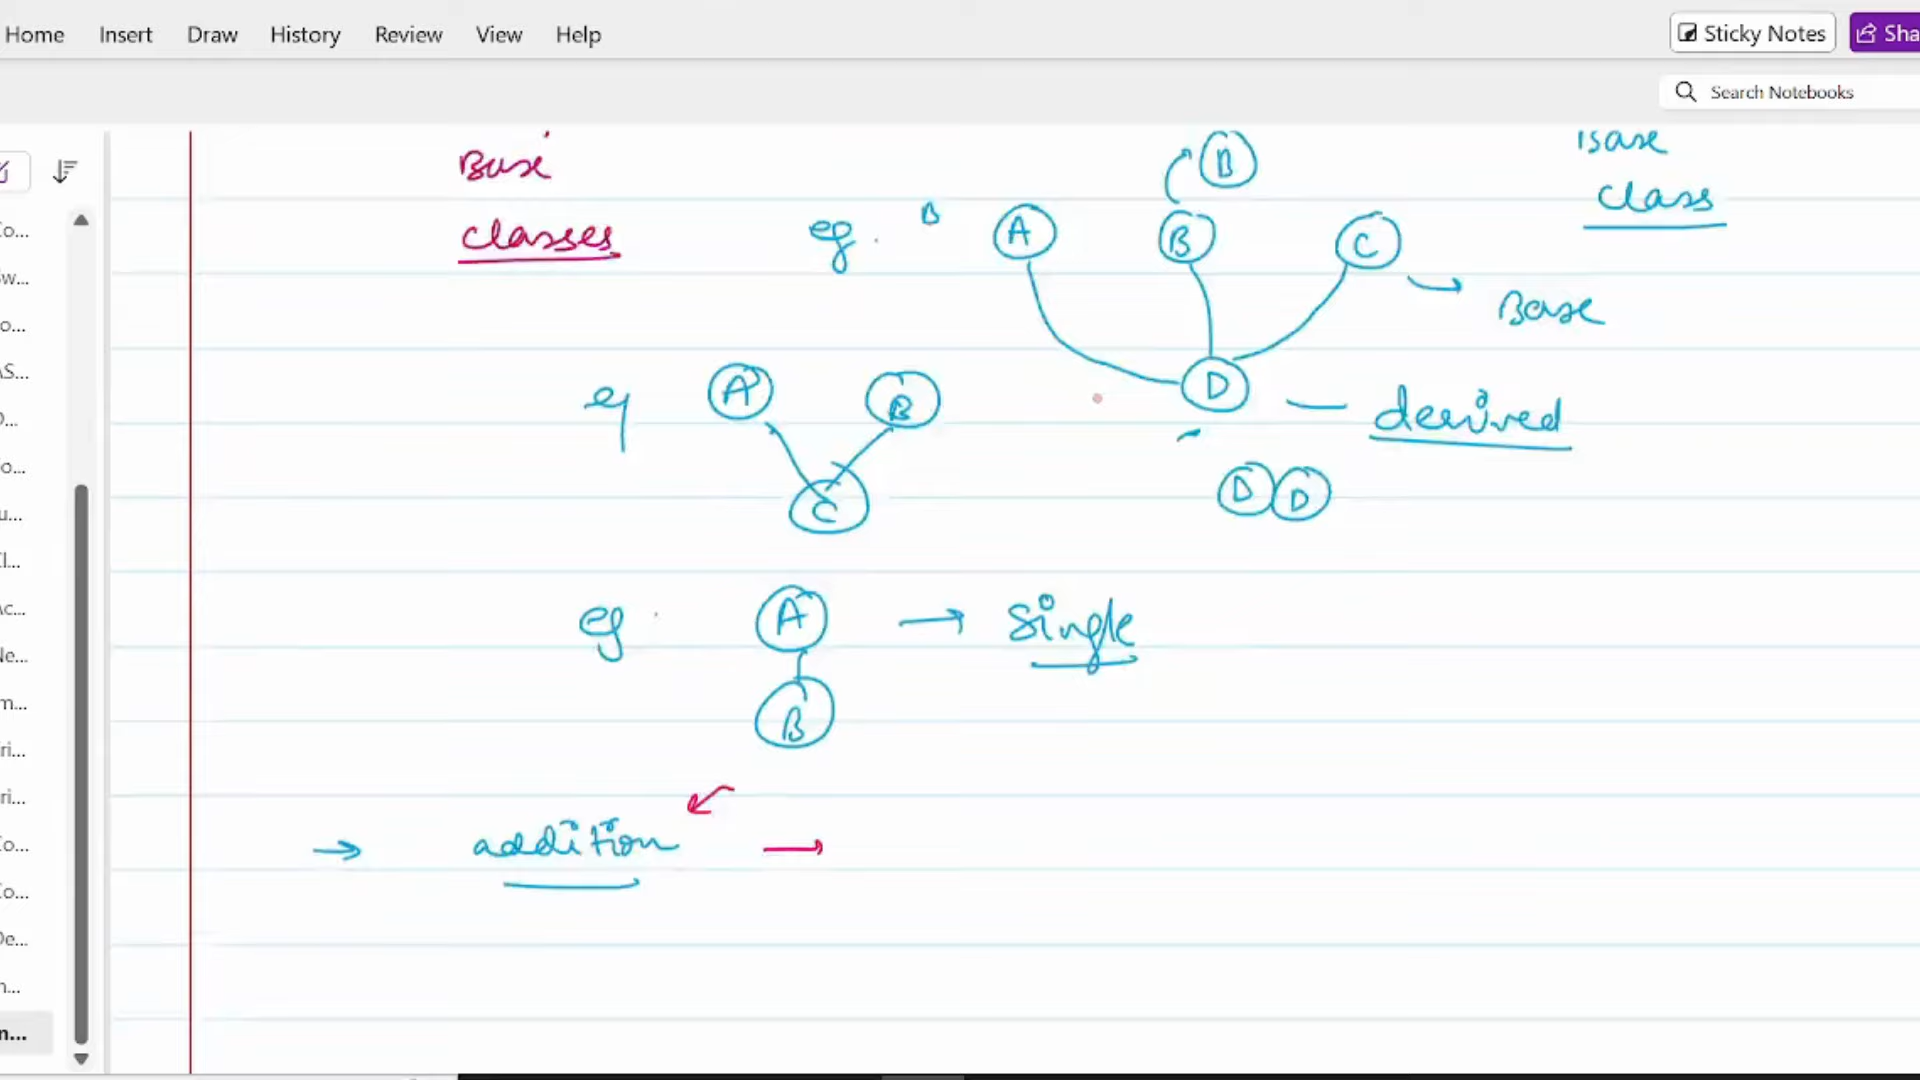 Home Insert Draw History Review View Help
Sticky Notes Sha
Search Notebooks
Base
classes
Base
class
B
eg. B A B C
Base
eg A B
D derived
C
D D
eg. A → Single
B
→ addition →